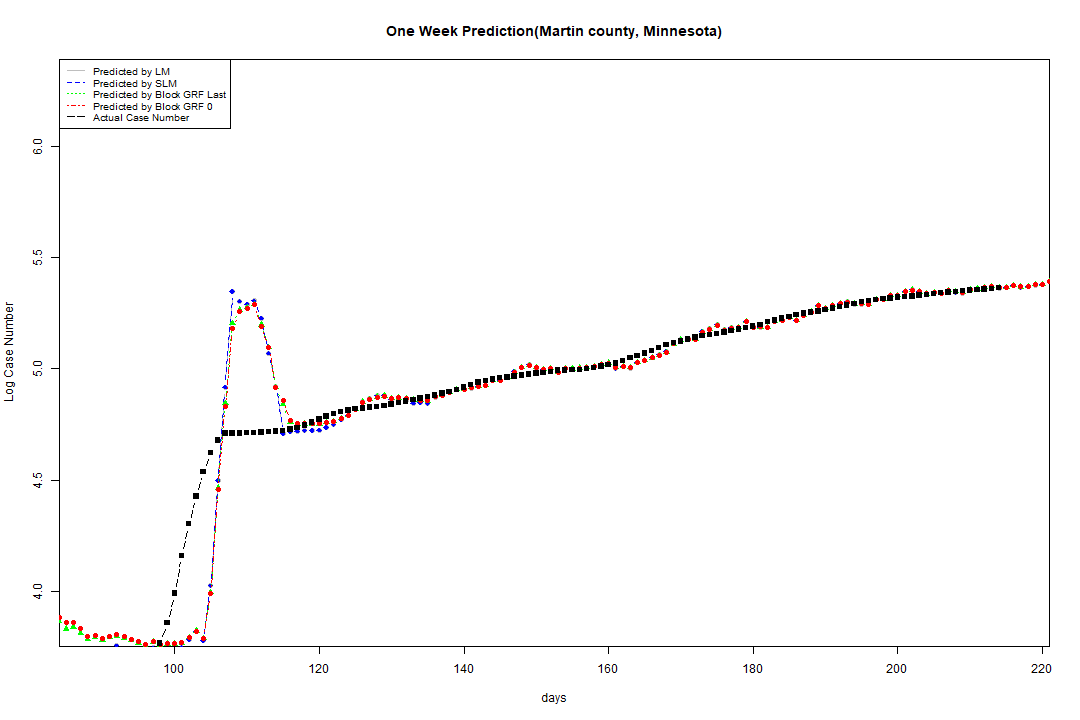 One Week Prediction(Martin county, Minnesota)
Predicted by LM
Predicted by SLM
Predicted by Block GRF Last
Predicted by Block GRF 0
Actual Case Number
Log Case Number
6.0
5.5
5.0
4.5
4.0
100 120 140 160 180 200 220
days